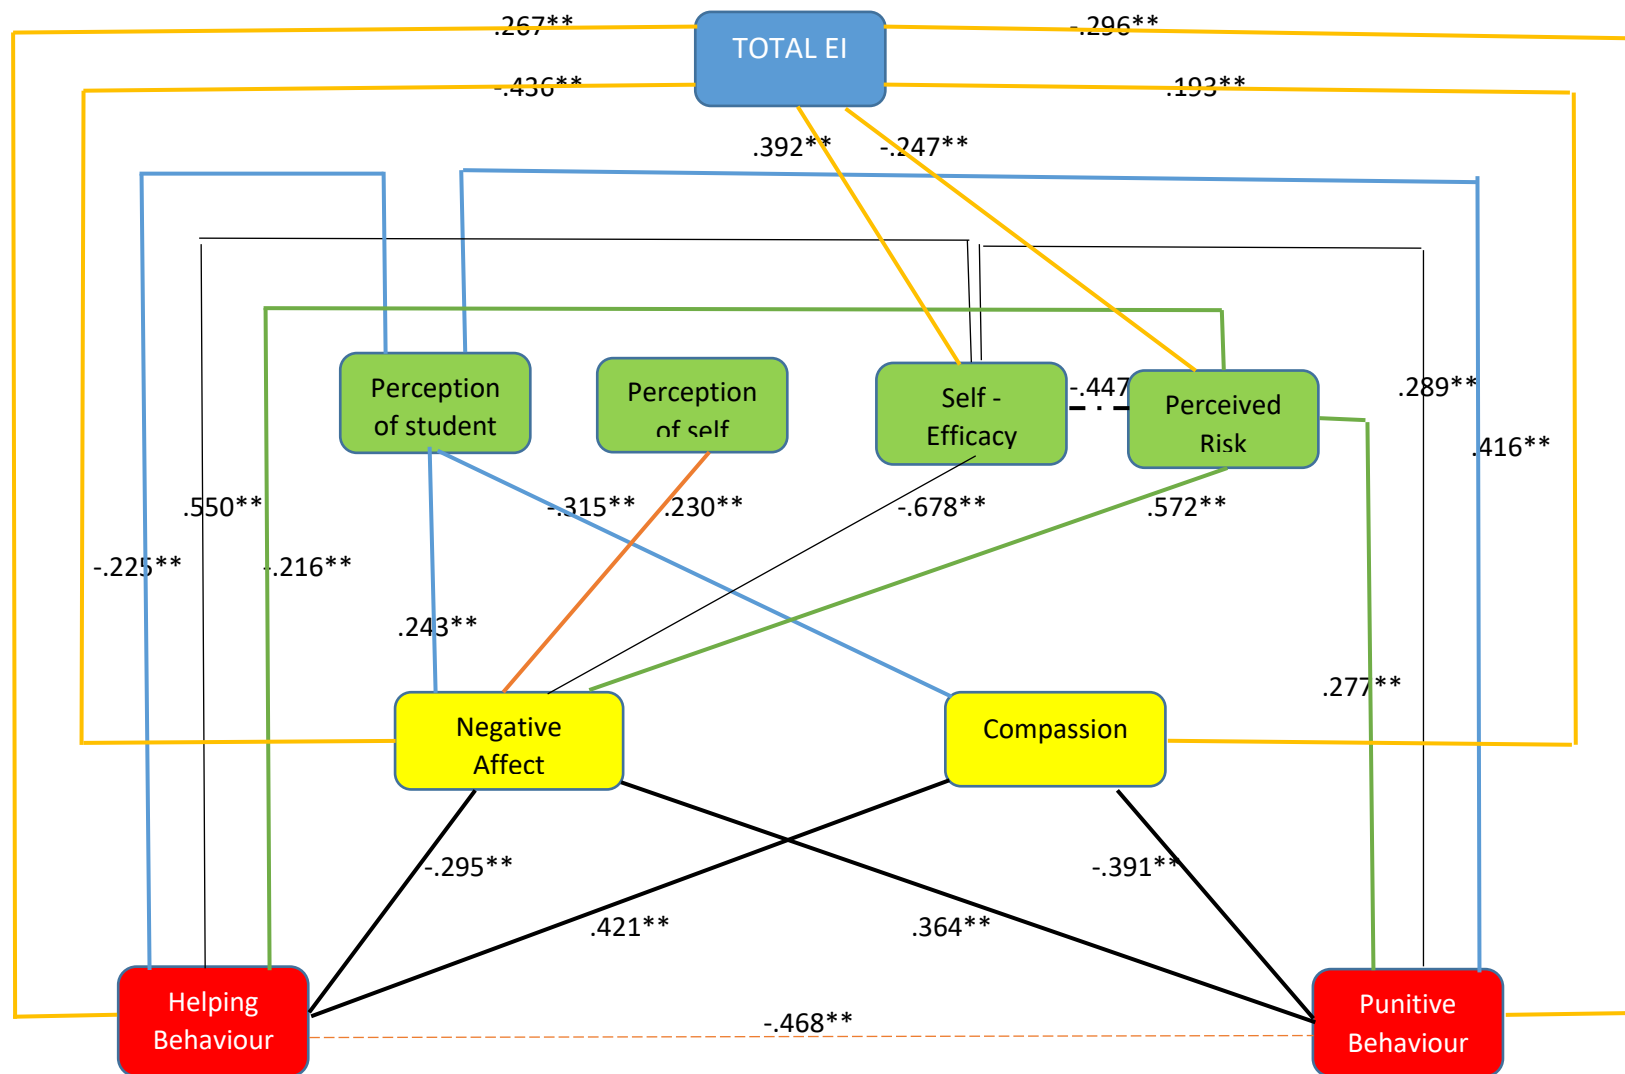 .267**
-.296**
TOTAL EI
-.436**
.193**
.392**
-.247**
Perception
of student
Perception
of self
Self -
Efficacy
-.447
Perceived
Risk
.289**
.416**
.550**
-.315**
.230**
-.678**
.572**
-.225**
-.216**
.243**
.277**
Negative
Affect
Compassion
-.295**
-.391**
.421**
.364**
Helping
Behaviour
-.468**
Punitive
Behaviour